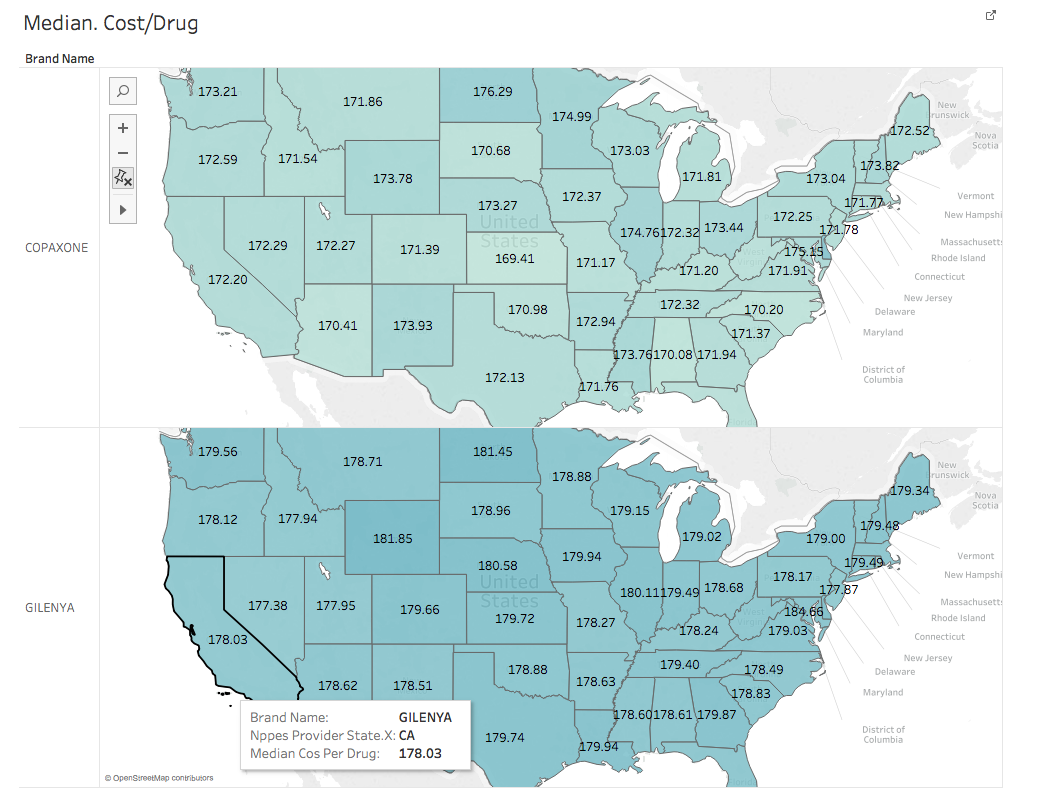 Median. Cost/Drug
Brand Name
COPAXONE
173.21
171.86
176.29
174.99
172.52
New
runswick
Nova
Scotia
172.59
171.54
170.68
173.03
171.81
173.04
173.82
173.78
172.37
Vermont
173.27
171.77
New Hampshi
United
States
172.29
172.27
171.39
169.41
171.17
174.76
172.32
173.44
172.25
171.78
175.15
Massachusetts
Rhode Island
172.20
171.20
171.91
Connecticut
170.41
173.93
170.98
172.94
172.32
170.20
New Jersey
Delaware
171.37
Maryland
173.76
170.08
171.94
172.13
171.76
District of
Columbia
GILENYA
179.56
178.71
181.45
178.88
179.34
New
runswick
Nova
Scotia
178.12
177.94
178.96
179.15
179.02
179.00
179.48
181.85
179.94
Vermont
180.58
179.49
New Hampshi
United
States
177.38
177.95
179.66
179.72
178.27
180.11
179.49
178.68
178.17
177.87
184.66
Massachusetts
Rhode Island
178.03
178.24
179.03
Connecticut
178.62
178.51
178.88
178.63
179.40
178.49
New Jersey
Delaware
178.83
Maryland
178.60
178.61
179.87
179.74
179.94
District of
Columbia
Brand Name: GILENYA
Nppes Provider State.X: CA
Median Cos Per Drug: 178.03
© OpenStreetMap contributors